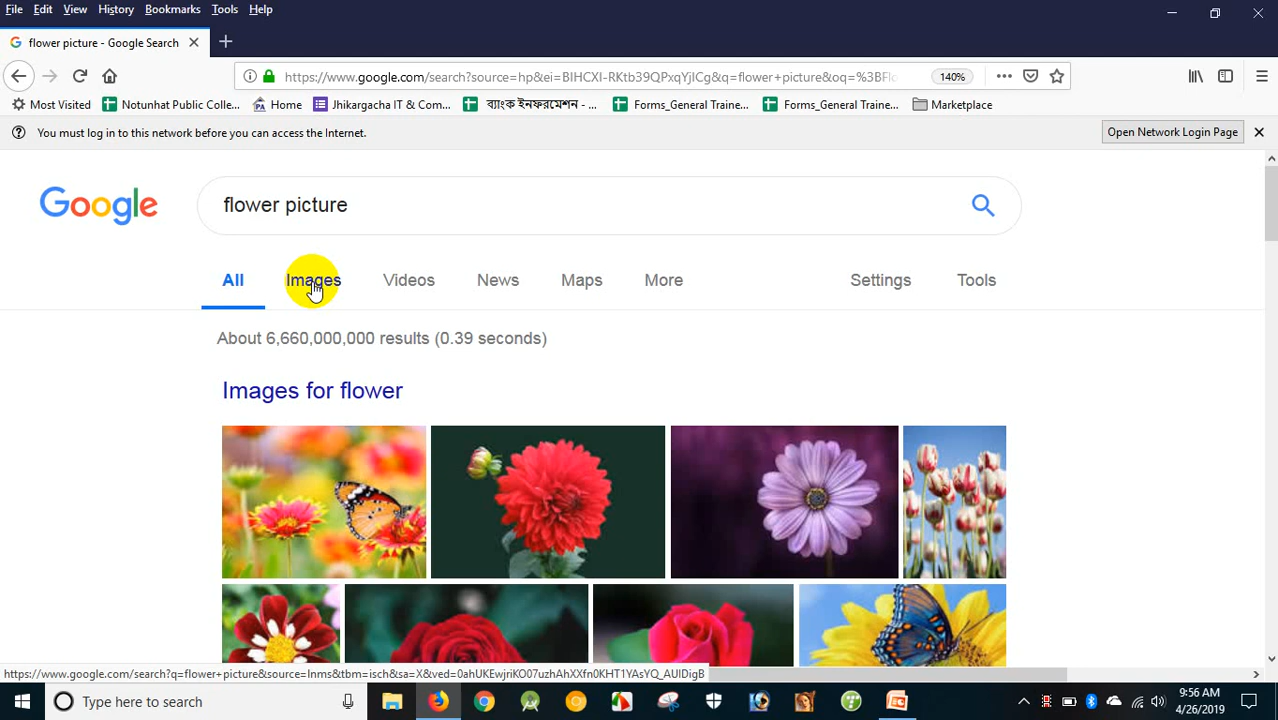 File Edit View History Bookmarks Tools Help
flower picture - Google Search
https://www.google.com/search?source=hp&ei=BIHCXI-RKtb39QPxqYjICg&q=flower+picture&oq=%3BFlo 140%
Most Visited Notunhat Public Colle... Home Jhikargacha IT & Com... ব্যাংক ইনফরমেশন - ... Forms_General Traine... Forms_General Traine... Marketplace
You must log in to this network before you can access the Internet. Open Network Login Page
Google flower picture
All Images Videos News Maps More Settings Tools
About 6,660,000,000 results (0.39 seconds)
Images for flower
https://www.google.com/search?q=flower+picture&source=lnms&tbm=isch&sa=X&ved=0ahUKEwjriKO07uzhAhXXfn0KHT1YAsYQ_AUIDigB
Type here to search
9:56 AM
4/26/2019